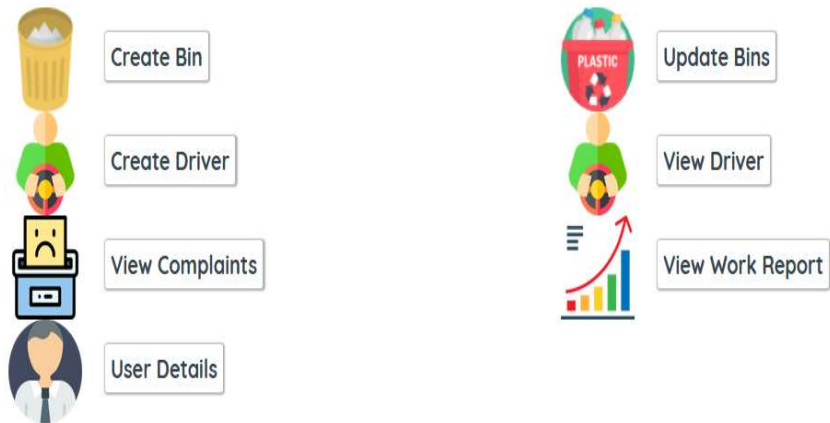 Create Bin
PLASTIC
Update Bins
Create Driver
View Driver
View Complaints
View Work Report
User Details